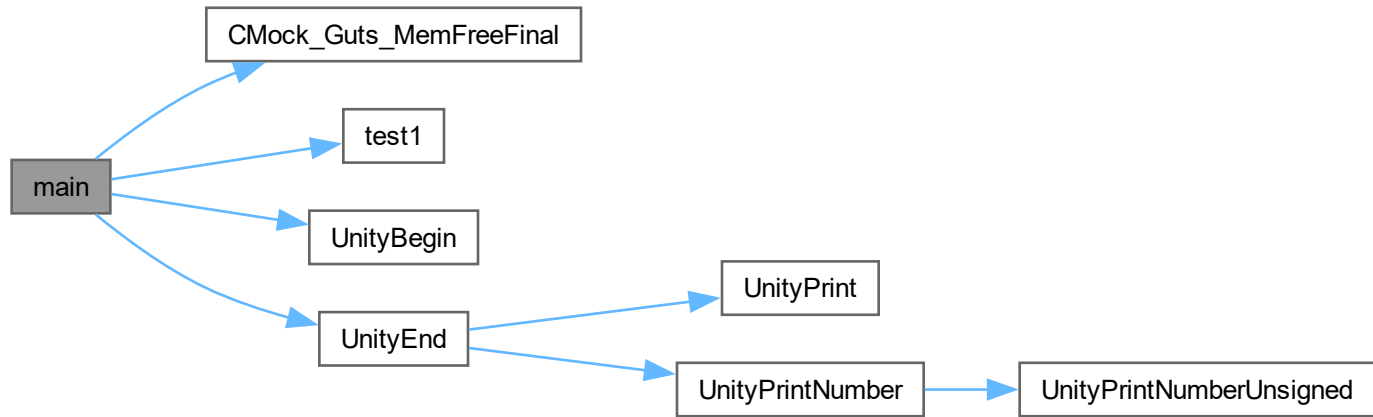 CMock_Guts_MemFreeFinal
test1
main
UnityBegin
UnityPrint
UnityEnd
UnityPrintNumber
UnityPrintNumberUnsigned